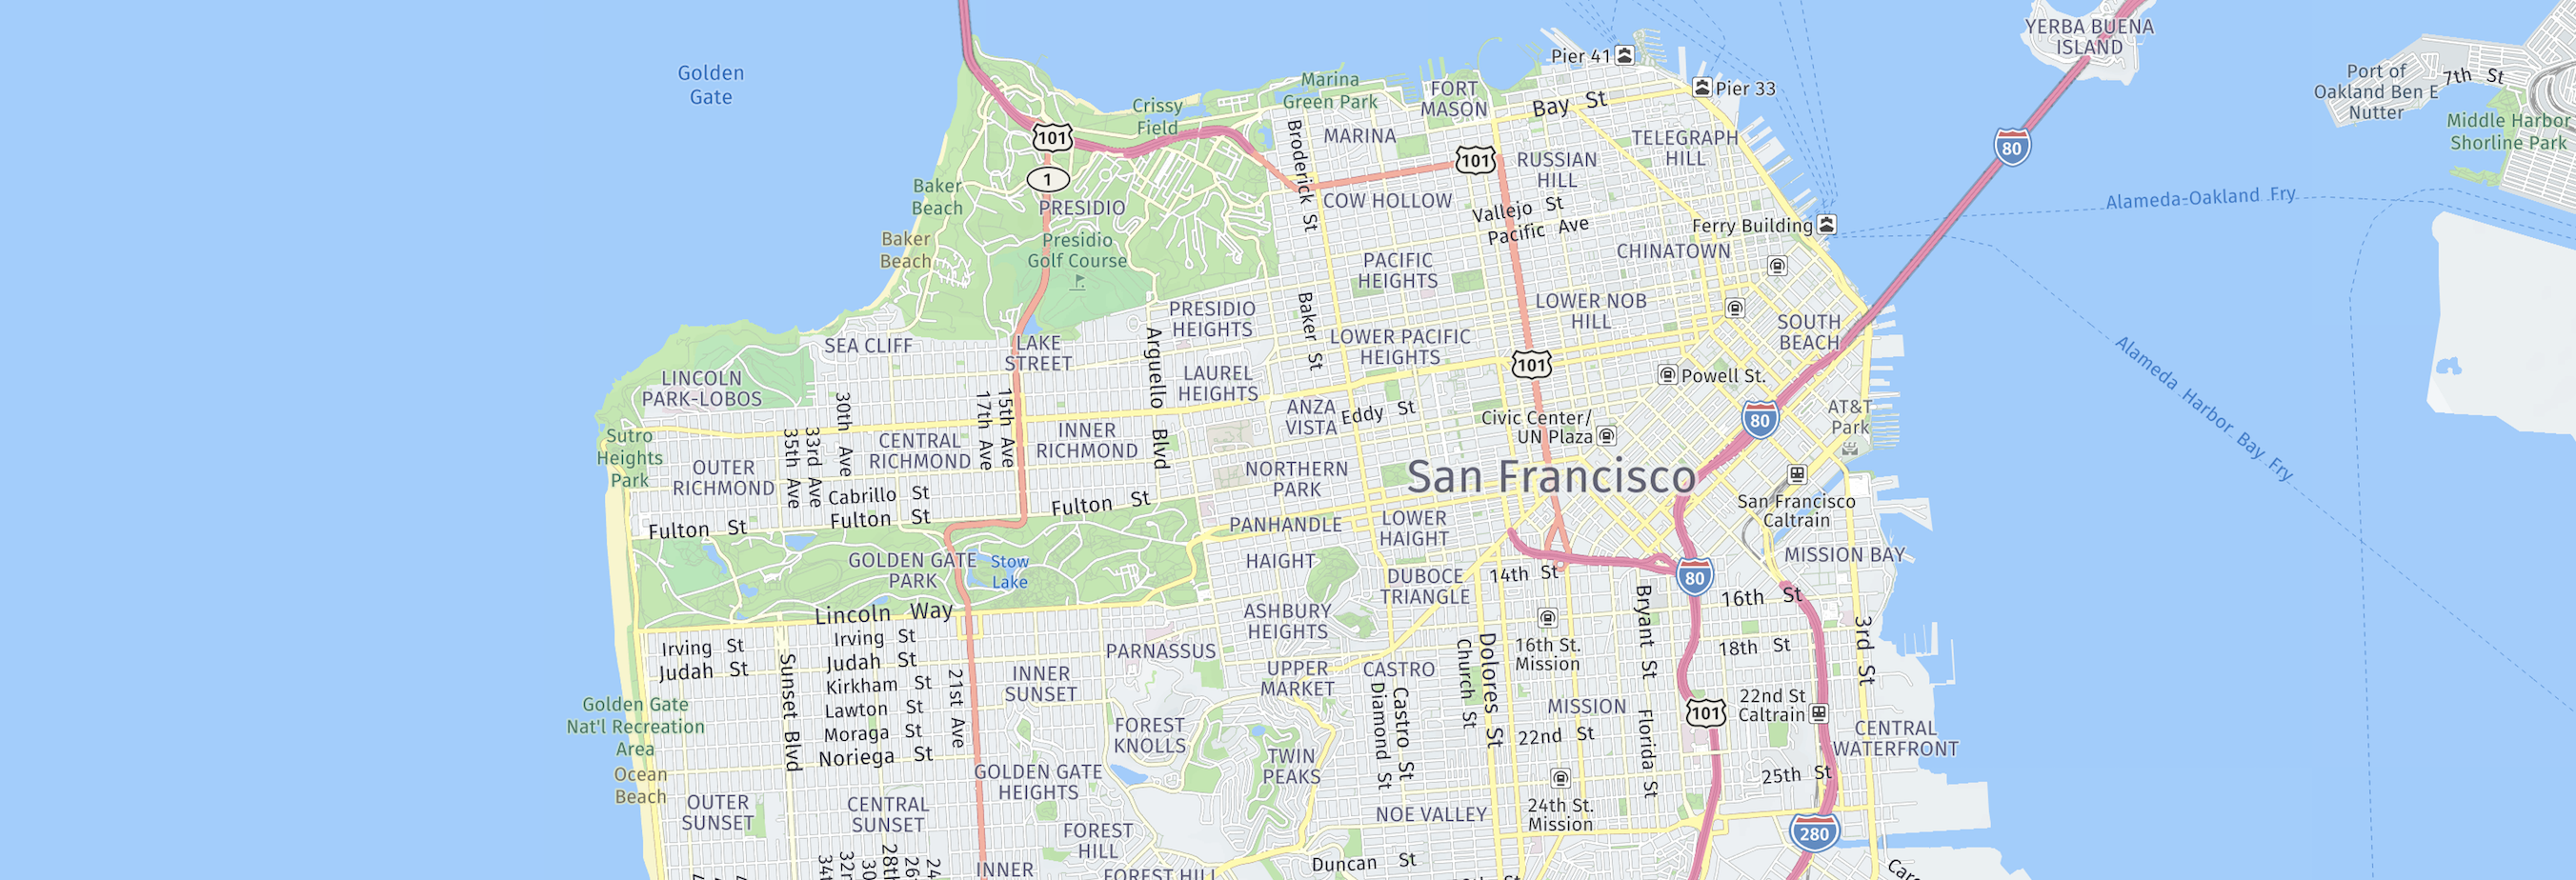 YERBA BUENA
ISLAND
Golden
Gate
Pier 41
Port of
Oakland Ben E
Nutter
7th St
Marina
Green Park
FORT
MASON
Bay St
Pier 33
Crissy
Field
Middle Harbor
Shorline Park
101
MARINA
TELEGRAPH
HILL
Broderick St
101
RUSSIAN
HILL
80
1
Baker
Beach
PRESIDIO
COW HOLLOW
Vallejo St
Pacific Ave
Alameda-Oakland Fry
Ferry Building
Baker
Beach
Presidio
Golf Course
CHINATOWN
PACIFIC
HEIGHTS
PRESIDIO
HEIGHTS
Baker St
LOWER NOB
HILL
SOUTH
BEACH
SEA CLIFF
LAKE
STREET
Arguello Blvd
LOWER PACIFIC
HEIGHTS
101
Alameda Harbor Bay Fry
LINCOLN
PARK-LOBOS
LAUREL
HEIGHTS
Powell St.
30th Ave
17th Ave
15th Ave
ANZA
VISTA
Eddy St
Civic Center/
UN Plaza
80
AT&T
Park
Sutro
Heights
Park
35th Ave
33rd Ave
CENTRAL
RICHMOND
INNER
RICHMOND
OUTER
RICHMOND
NORTHERN
PARK
San Francisco
Cabrillo St
Fulton St
Fulton St
Fulton St
PANHANDLE
LOWER
HAIGHT
San Francisco
Caltrain
GOLDEN GATE
PARK
Stow
Lake
HAIGHT
MISSION BAY
DUBOCE
TRIANGLE
14th St
80
Lincoln Way
ASHBURY
HEIGHTS
Bryant St
16th St
Irving St
Judah St
Irving St
Judah St
Kirkham St
Lawton St
Moraga St
Noriega St
Sunset Blvd
21st Ave
PARNASSUS
INNER
SUNSET
UPPER
MARKET
CASTRO
Church St
Dolores St
16th St.
Mission
18th St
3rd St
Golden Gate
Nat'l Recreation
Area
Diamond St
Castro St
MISSION
22nd St
Caltrain
101
FOREST
KNOLLS
22nd St
Florida St
CENTRAL
WATERFRONT
TWIN
PEAKS
Ocean
Beach
GOLDEN GATE
HEIGHTS
25th St
OUTER
SUNSET
CENTRAL
SUNSET
NOE VALLEY
24th St.
Mission
280
FOREST
HILL
Duncan St
INNER
FOREST HILL